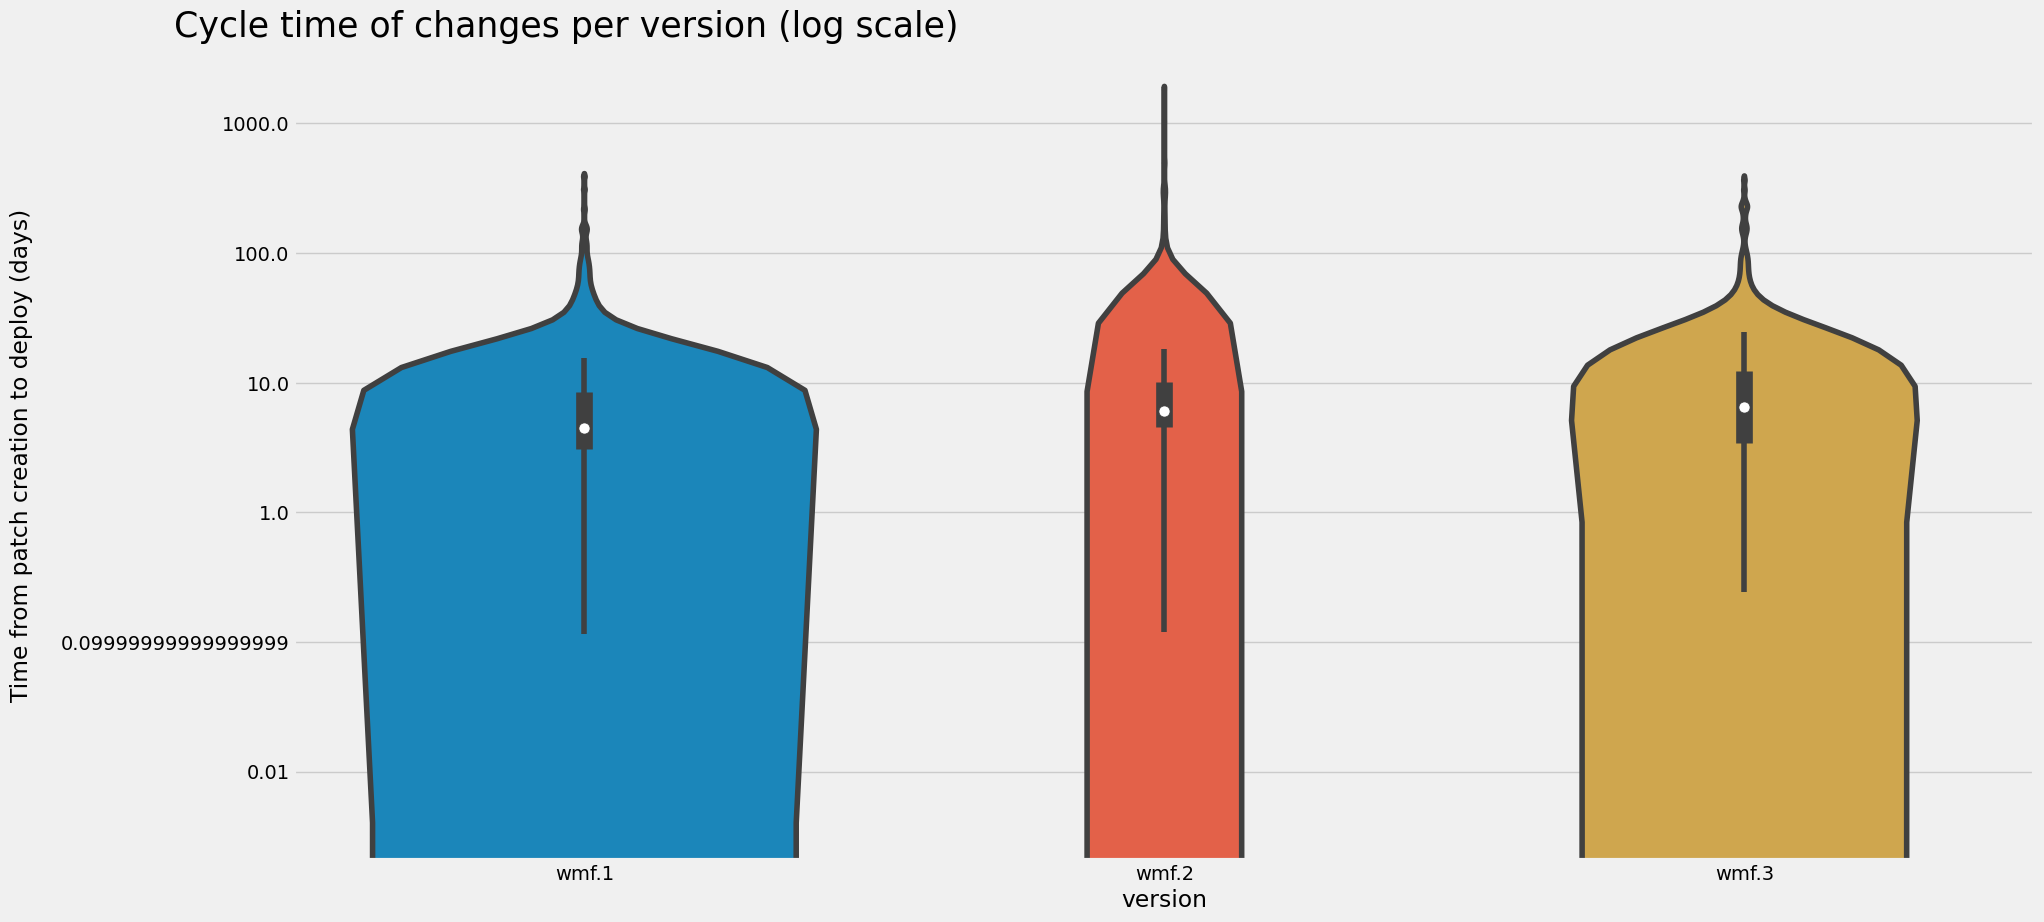 Cycle time of changes per version (log scale)
Time from patch creation to deploy (days)
1000.0
100.0
10.0
1.0
0.09999999999999999
0.01
wmf.1
wmf.2
wmf.3
version